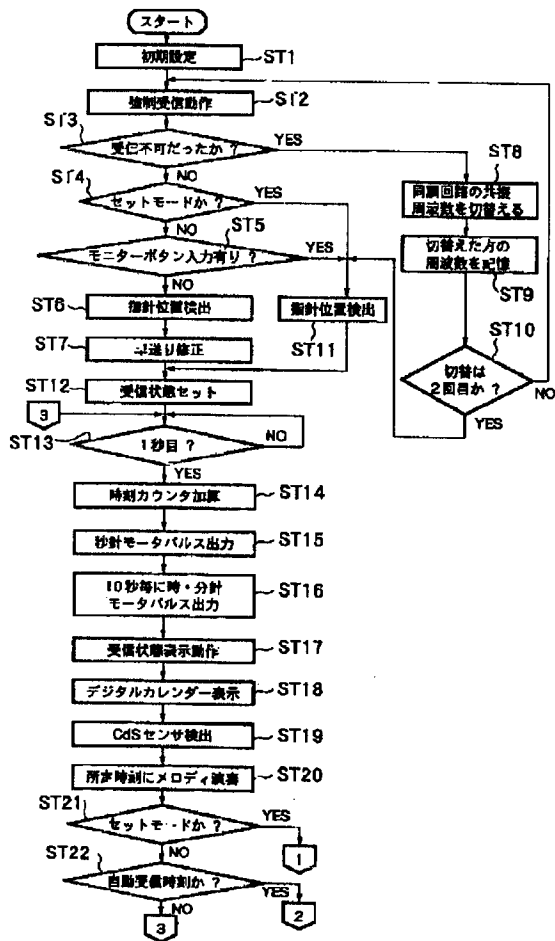 スタート
初期設定
ST1
強制受信動作
ST2
ST3
受信不可だったか ?
YES
NO
ST4
セットモードか ?
YES
NO
ST5
モニターボタン入力有り ?
YES
NO
ST6
指針位置検出
ST7
早送り修正
ST8
同調回路の共振
周波数を切替える
切替えた方の
周波数を記憶
ST9
ST10
切替は
2回目か ?
NO
YES
指針位置検出
ST11
ST12
受信状態セット
3
ST13
1秒目 ?
NO
YES
時刻カウンタ加算
ST14
秒針モータパルス出力
ST15
10秒毎に時・分針
モータパルス出力
ST16
受信状態表示動作
ST17
デジタルカレンダー表示
ST18
CdSセンサ検出
ST19
所定時刻にメロディ演奏
ST20
ST21
セットモードか ?
YES
1
NO
ST22
自動受信時刻か ?
YES
2
NO
3